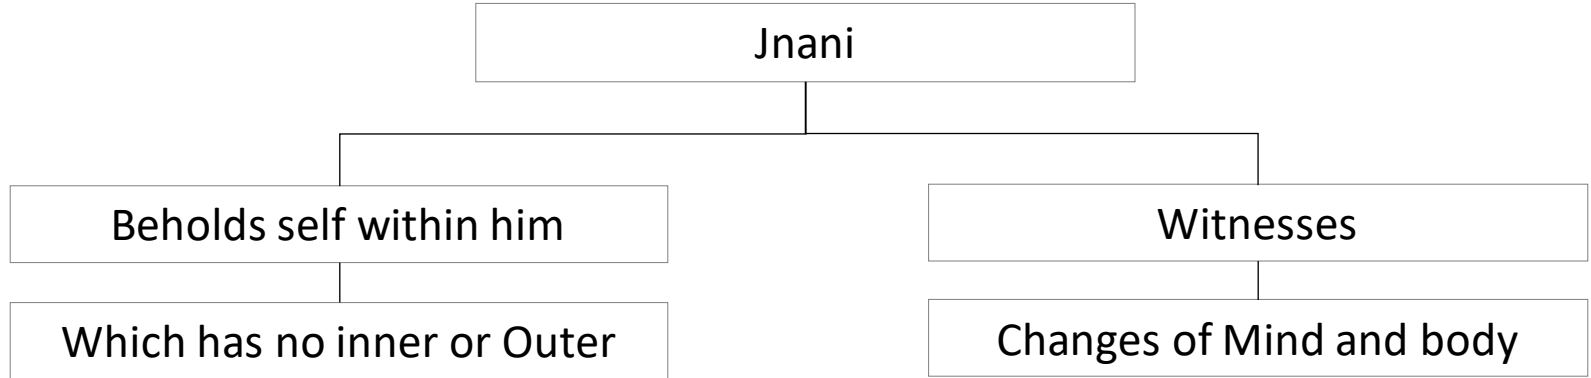 Jnani
Beholds self within him
Witnesses
Which has no inner or Outer
Changes of Mind and body